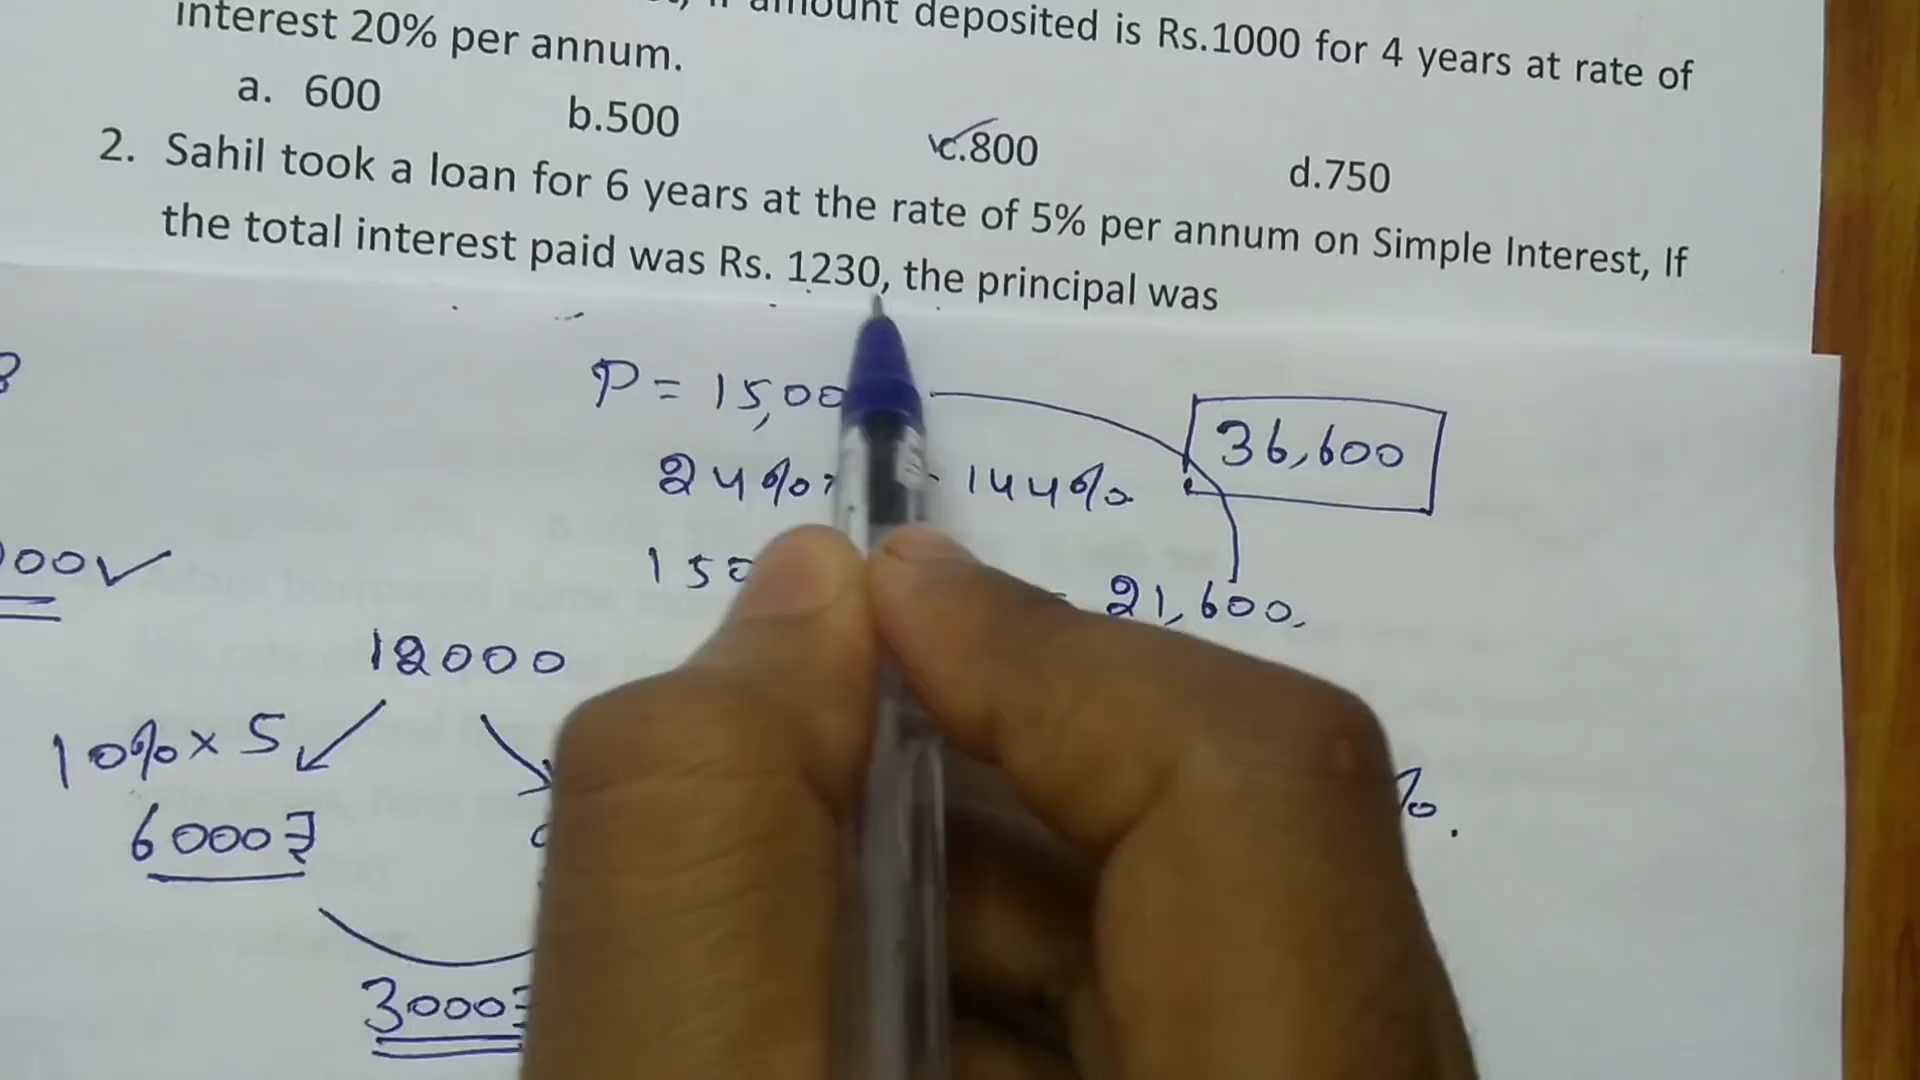 amount deposited is Rs.1000 for 4 years at rate of
interest 20% per annum.
a. 600 b.500 c.800 d.750
2. Sahil took a loan for 6 years at the rate of 5% per annum on Simple Interest, If
the total interest paid was Rs. 1230, the principal was
P = 15,00
36,600
24% 144%
00✓
150 21,600.
12000
10% × 5
%.
6000₹
3000₹